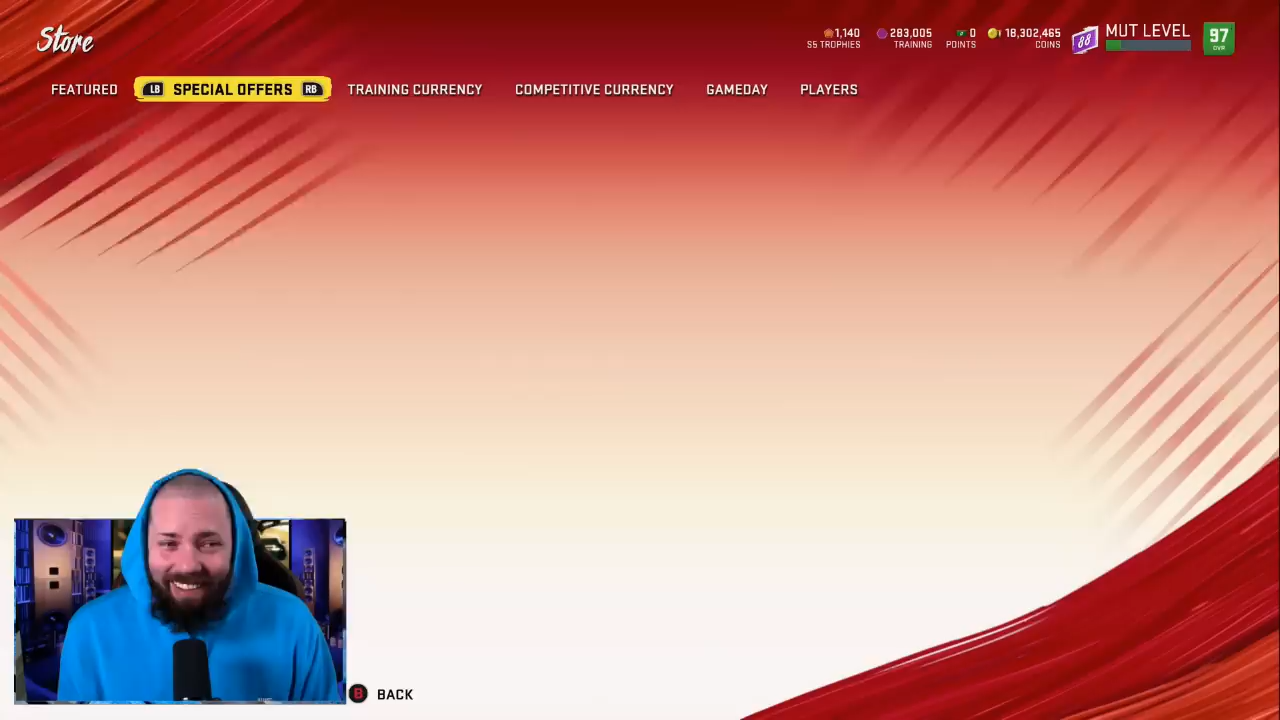 Store
1,140
S5 TROPHIES
283,005
TRAINING
0
POINTS
18,302,465
COINS
88
MUT LEVEL
97
OVR
FEATURED
LB SPECIAL OFFERS RB
TRAINING CURRENCY
COMPETITIVE CURRENCY
GAMEDAY
PLAYERS
B BACK